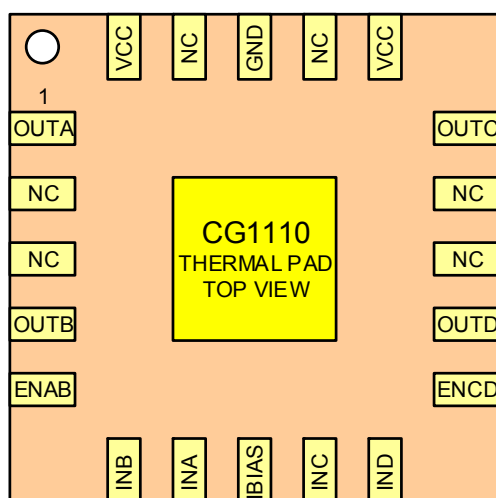 VCC
NC
GND
NC
VCC
1
OUTA
OUTC
NC
NC
CG1110
THERMAL PAD
TOP VIEW
NC
NC
OUTB
OUTD
ENAB
ENCD
INB
INA
IBIAS
INC
IND